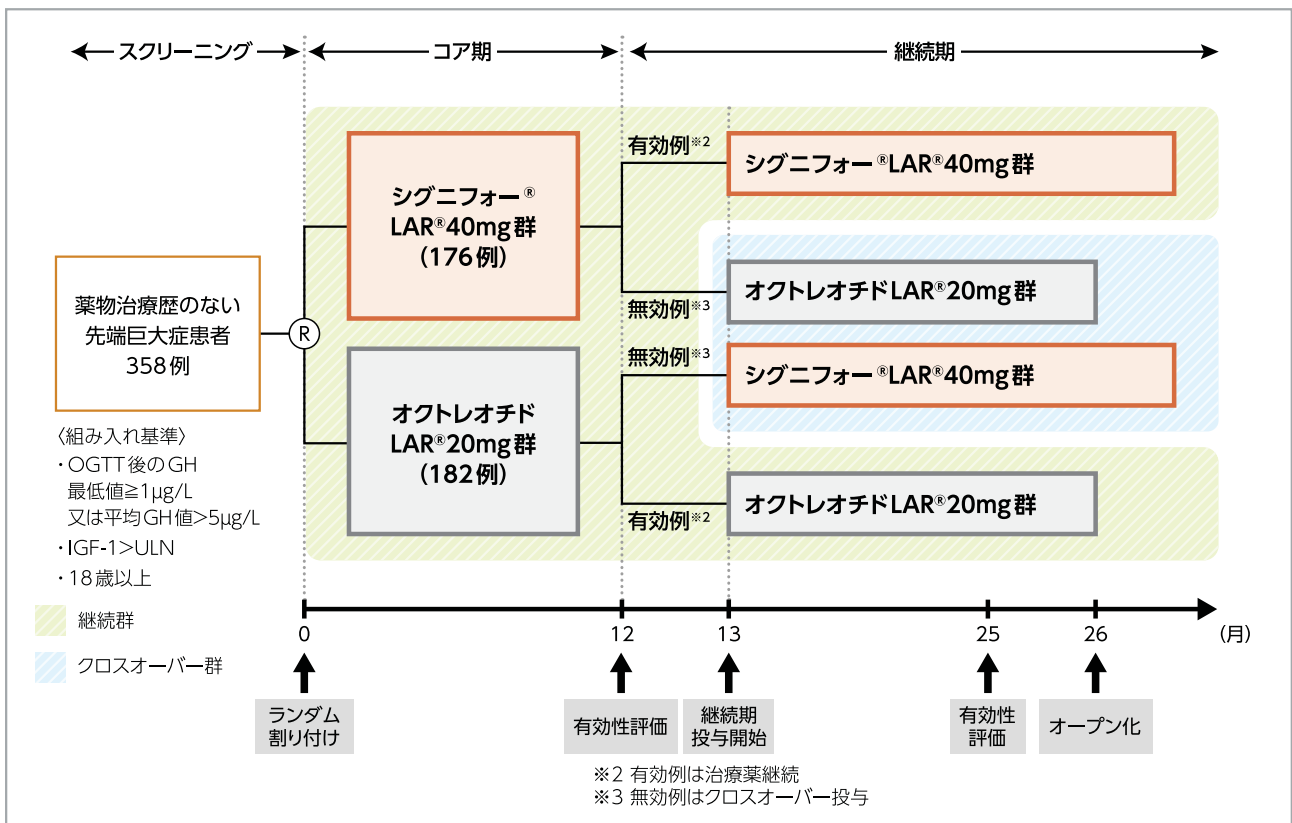 スクリーニング
コア期
継続期
薬物治療歴のない
先端巨大症患者
358例
R
シグニフォー®
LAR®40mg群
(176例)
オクトレオチド
LAR®20mg群
(182例)
有効例※2
シグニフォー®LAR®40mg群
無効例※3
オクトレオチドLAR®20mg群
無効例※3
シグニフォー®LAR®40mg群
有効例※2
オクトレオチドLAR®20mg群
〈組み入れ基準〉
・OGTT後のGH
最低値≧1μg/L
又は平均GH値>5μg/L
・IGF-1>ULN
・18歳以上
継続群
クロスオーバー群
0 12 13 25 26 (月)
ランダム
割り付け
有効性評価
継続期
投与開始
有効性
評価
オープン化
※2 有効例は治療薬継続
※3 無効例はクロスオーバー投与